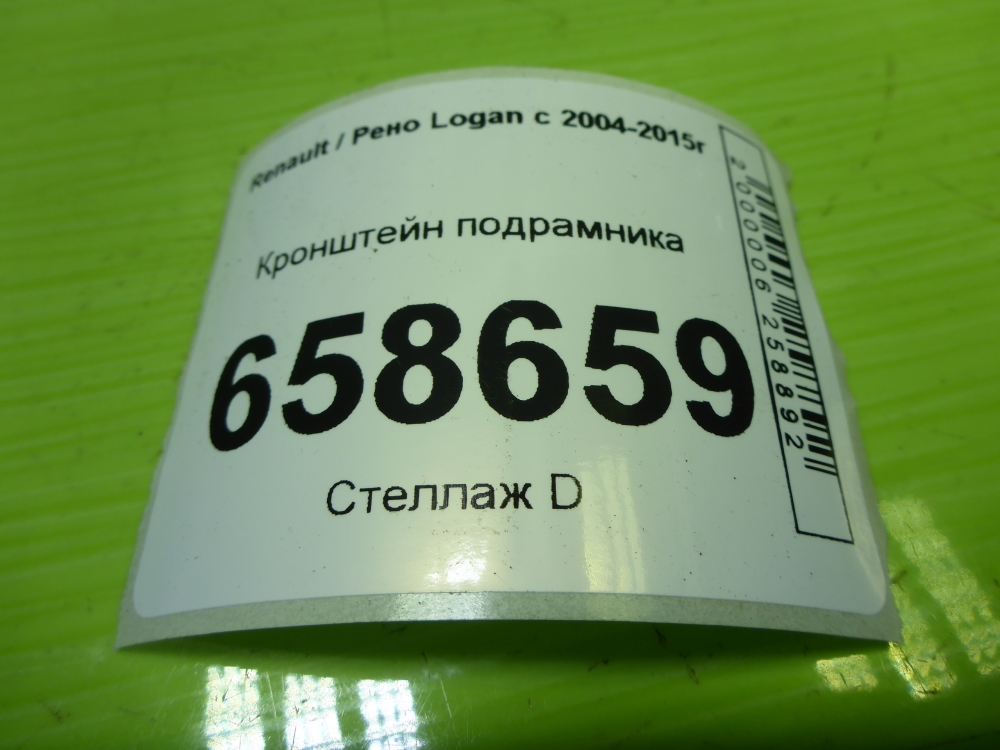 Renault / Рено Logan с 2004-2015г
Кронштейн подрамника
658659
Стеллаж D
2000006258892